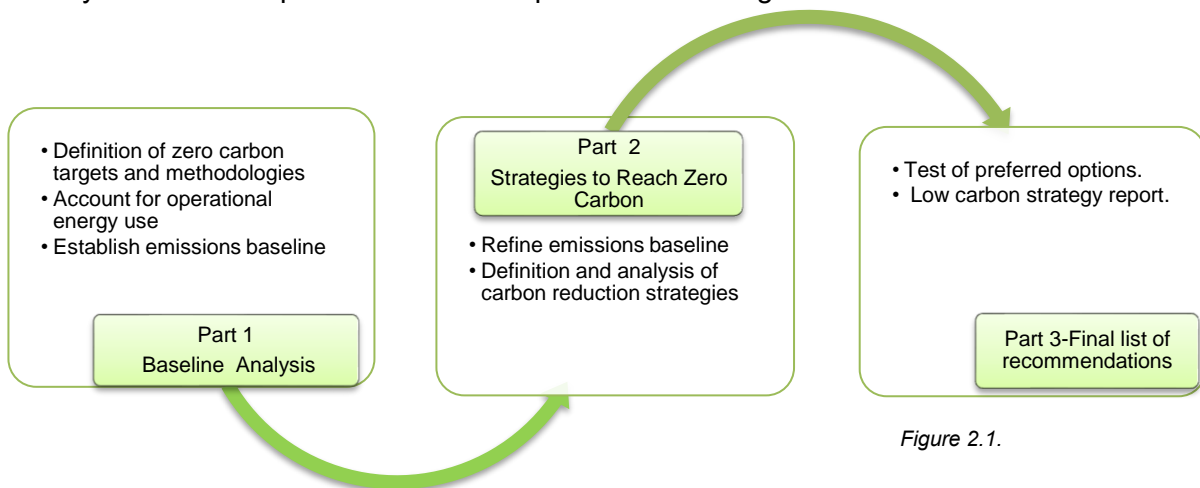 • Definition of zero carbon
targets and methodologies
• Account for operational
energy use
• Establish emissions baseline
Part 1
Baseline Analysis
Part 2
Strategies to Reach Zero
Carbon
• Refine emissions baseline
• Definition and analysis of
carbon reduction strategies
• Test of preferred options.
• Low carbon strategy report.
Part 3-Final list of
recommendations
Figure 2.1.